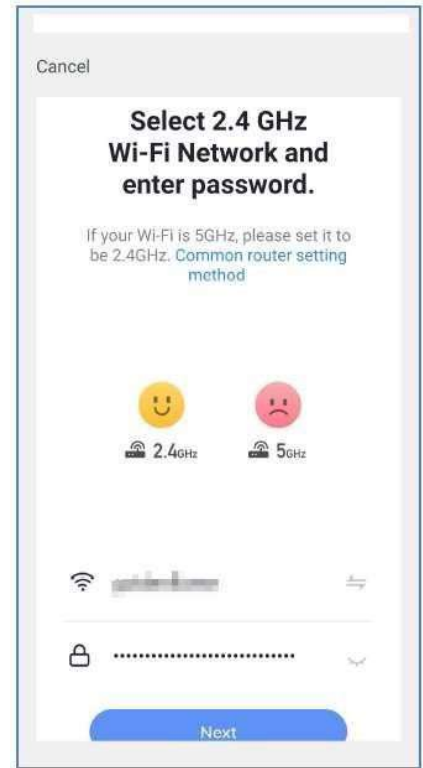 Cancel
Select 2.4 GHz
Wi-Fi Network and
enter password.
If your Wi-Fi is 5GHz, please set it to
be 2.4GHz. Common router setting
method
2.4GHz 5GHz
Next